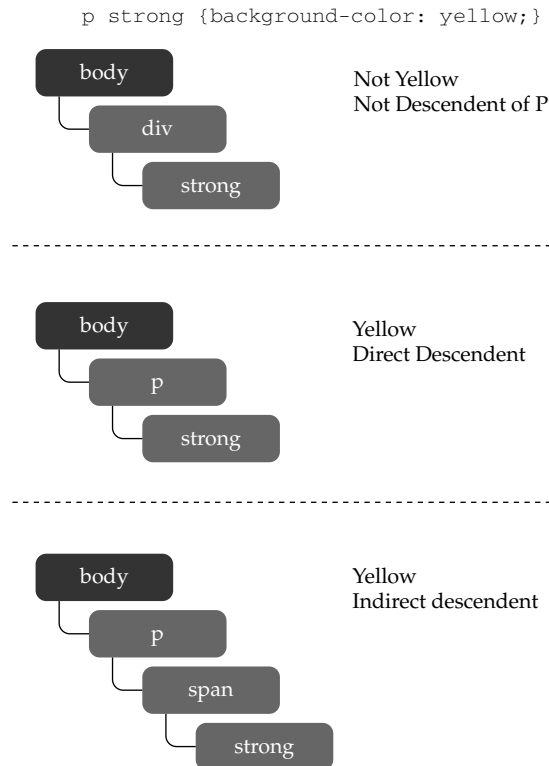 p strong {background-color: yellow;}
body
Not Yellow
Not Descendent of P
div
strong
body
Yellow
Direct Descendent
p
strong
body
Yellow
Indirect descendent
p
span
strong